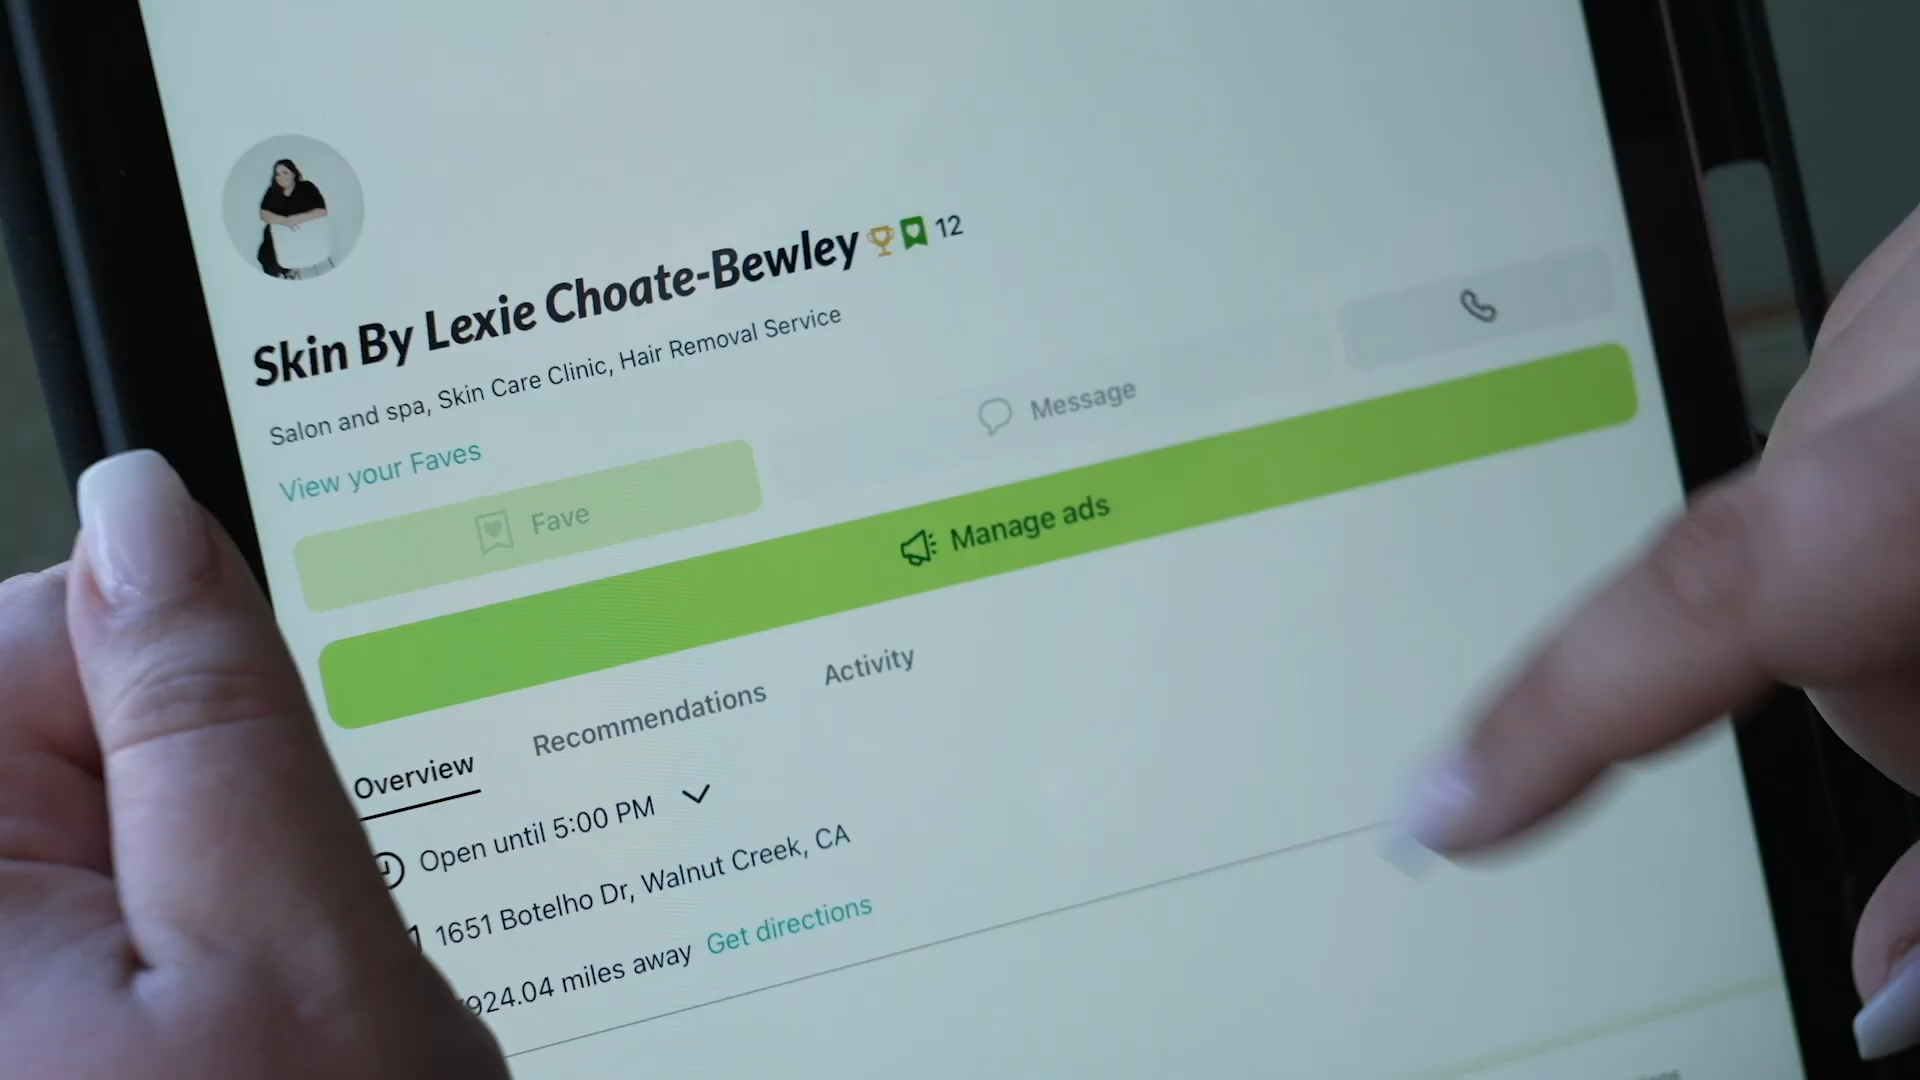 Skin By Lexie Choate-Bewley 12
Salon and spa, Skin Care Clinic, Hair Removal Service
View your Faves
Fave
Message
Manage ads
Overview
Recommendations
Activity
Open until 5:00 PM
1651 Botelho Dr, Walnut Creek, CA
924.04 miles away Get directions